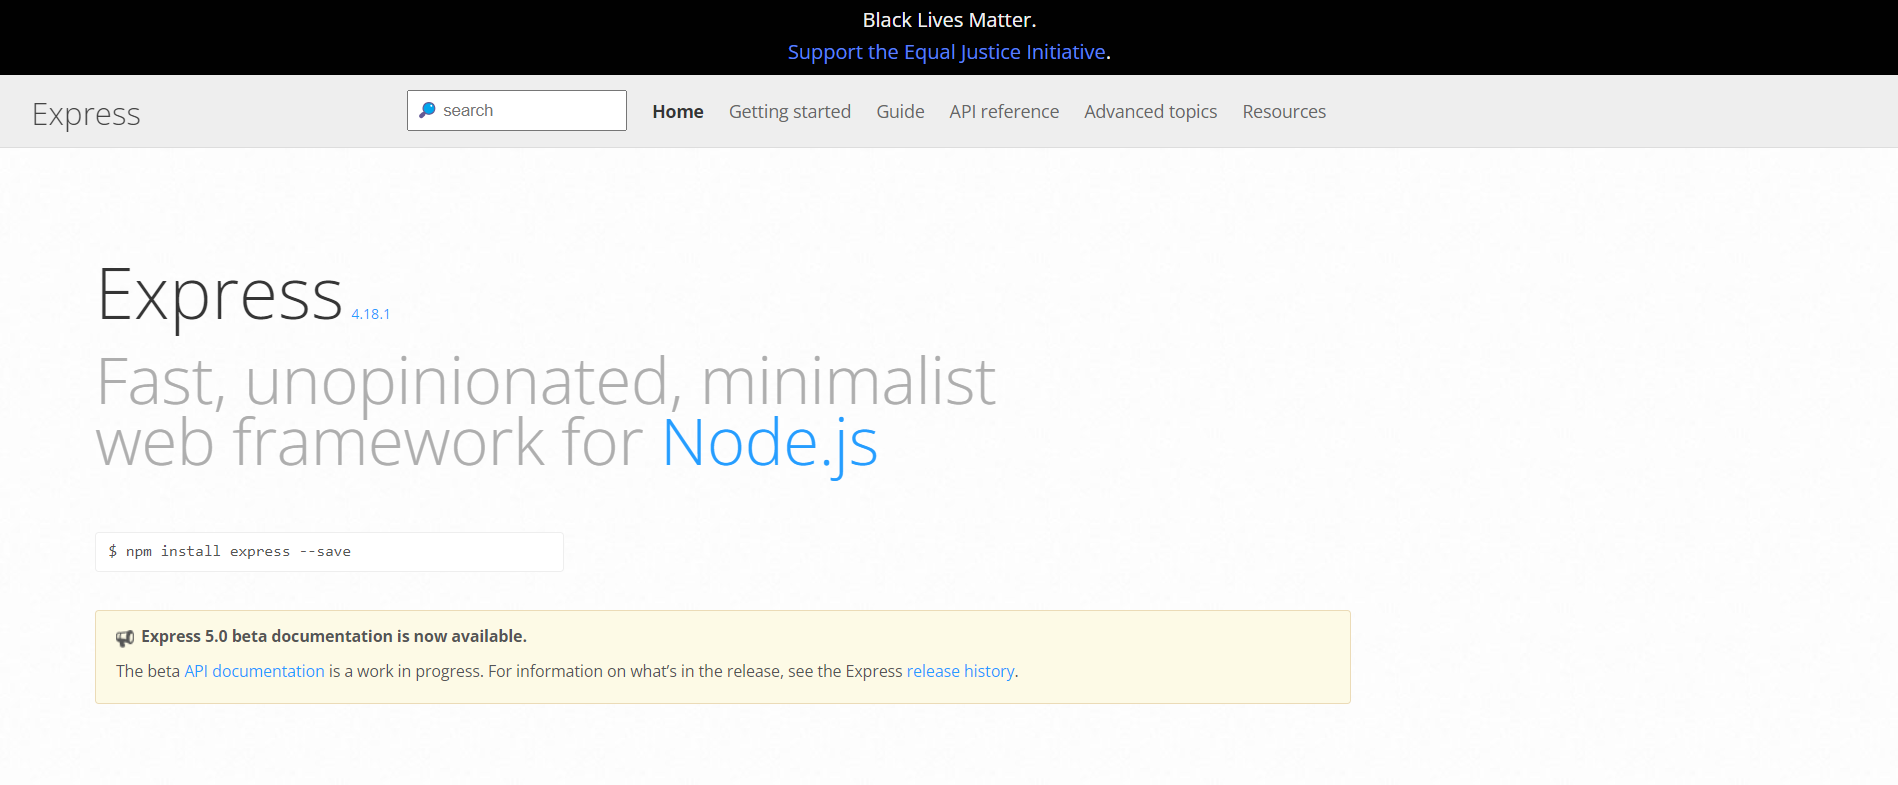 Black Lives Matter.
Support the Equal Justice Initiative.
Express
search
Home Getting started Guide API reference Advanced topics Resources
Express 4.18.1
Fast, unopinionated, minimalist
web framework for Node.js
$ npm install express --save
Express 5.0 beta documentation is now available.
The beta API documentation is a work in progress. For information on what’s in the release, see the Express release history.